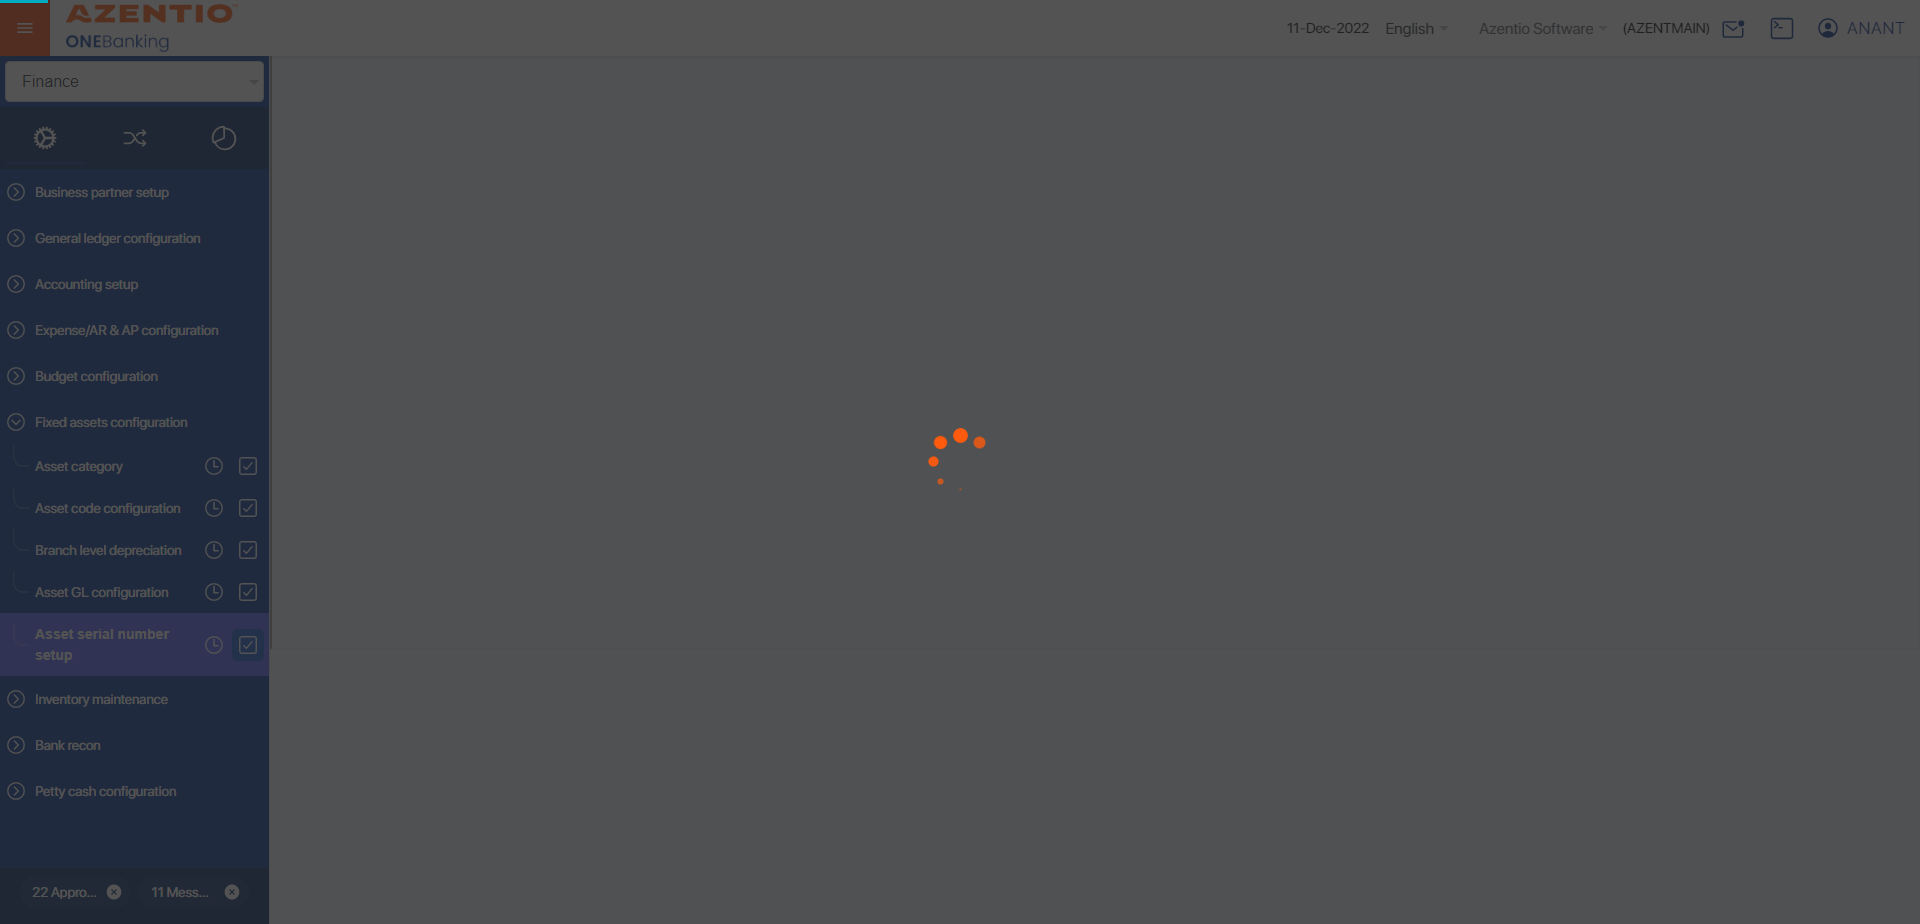 AZENTIO
ONEBanking
11-Dec-2022 English Azentio Software (AZENTMAIN) ANANT
Finance
Business partner setup
General ledger configuration
Accounting setup
Expense/AR & AP configuration
Budget configuration
Fixed assets configuration
Asset category
Asset code configuration
Branch level depreciation
Asset GL configuration
Asset serial number
setup
Inventory maintenance
Bank recon
Petty cash configuration
22 Appro... 11 Mess...